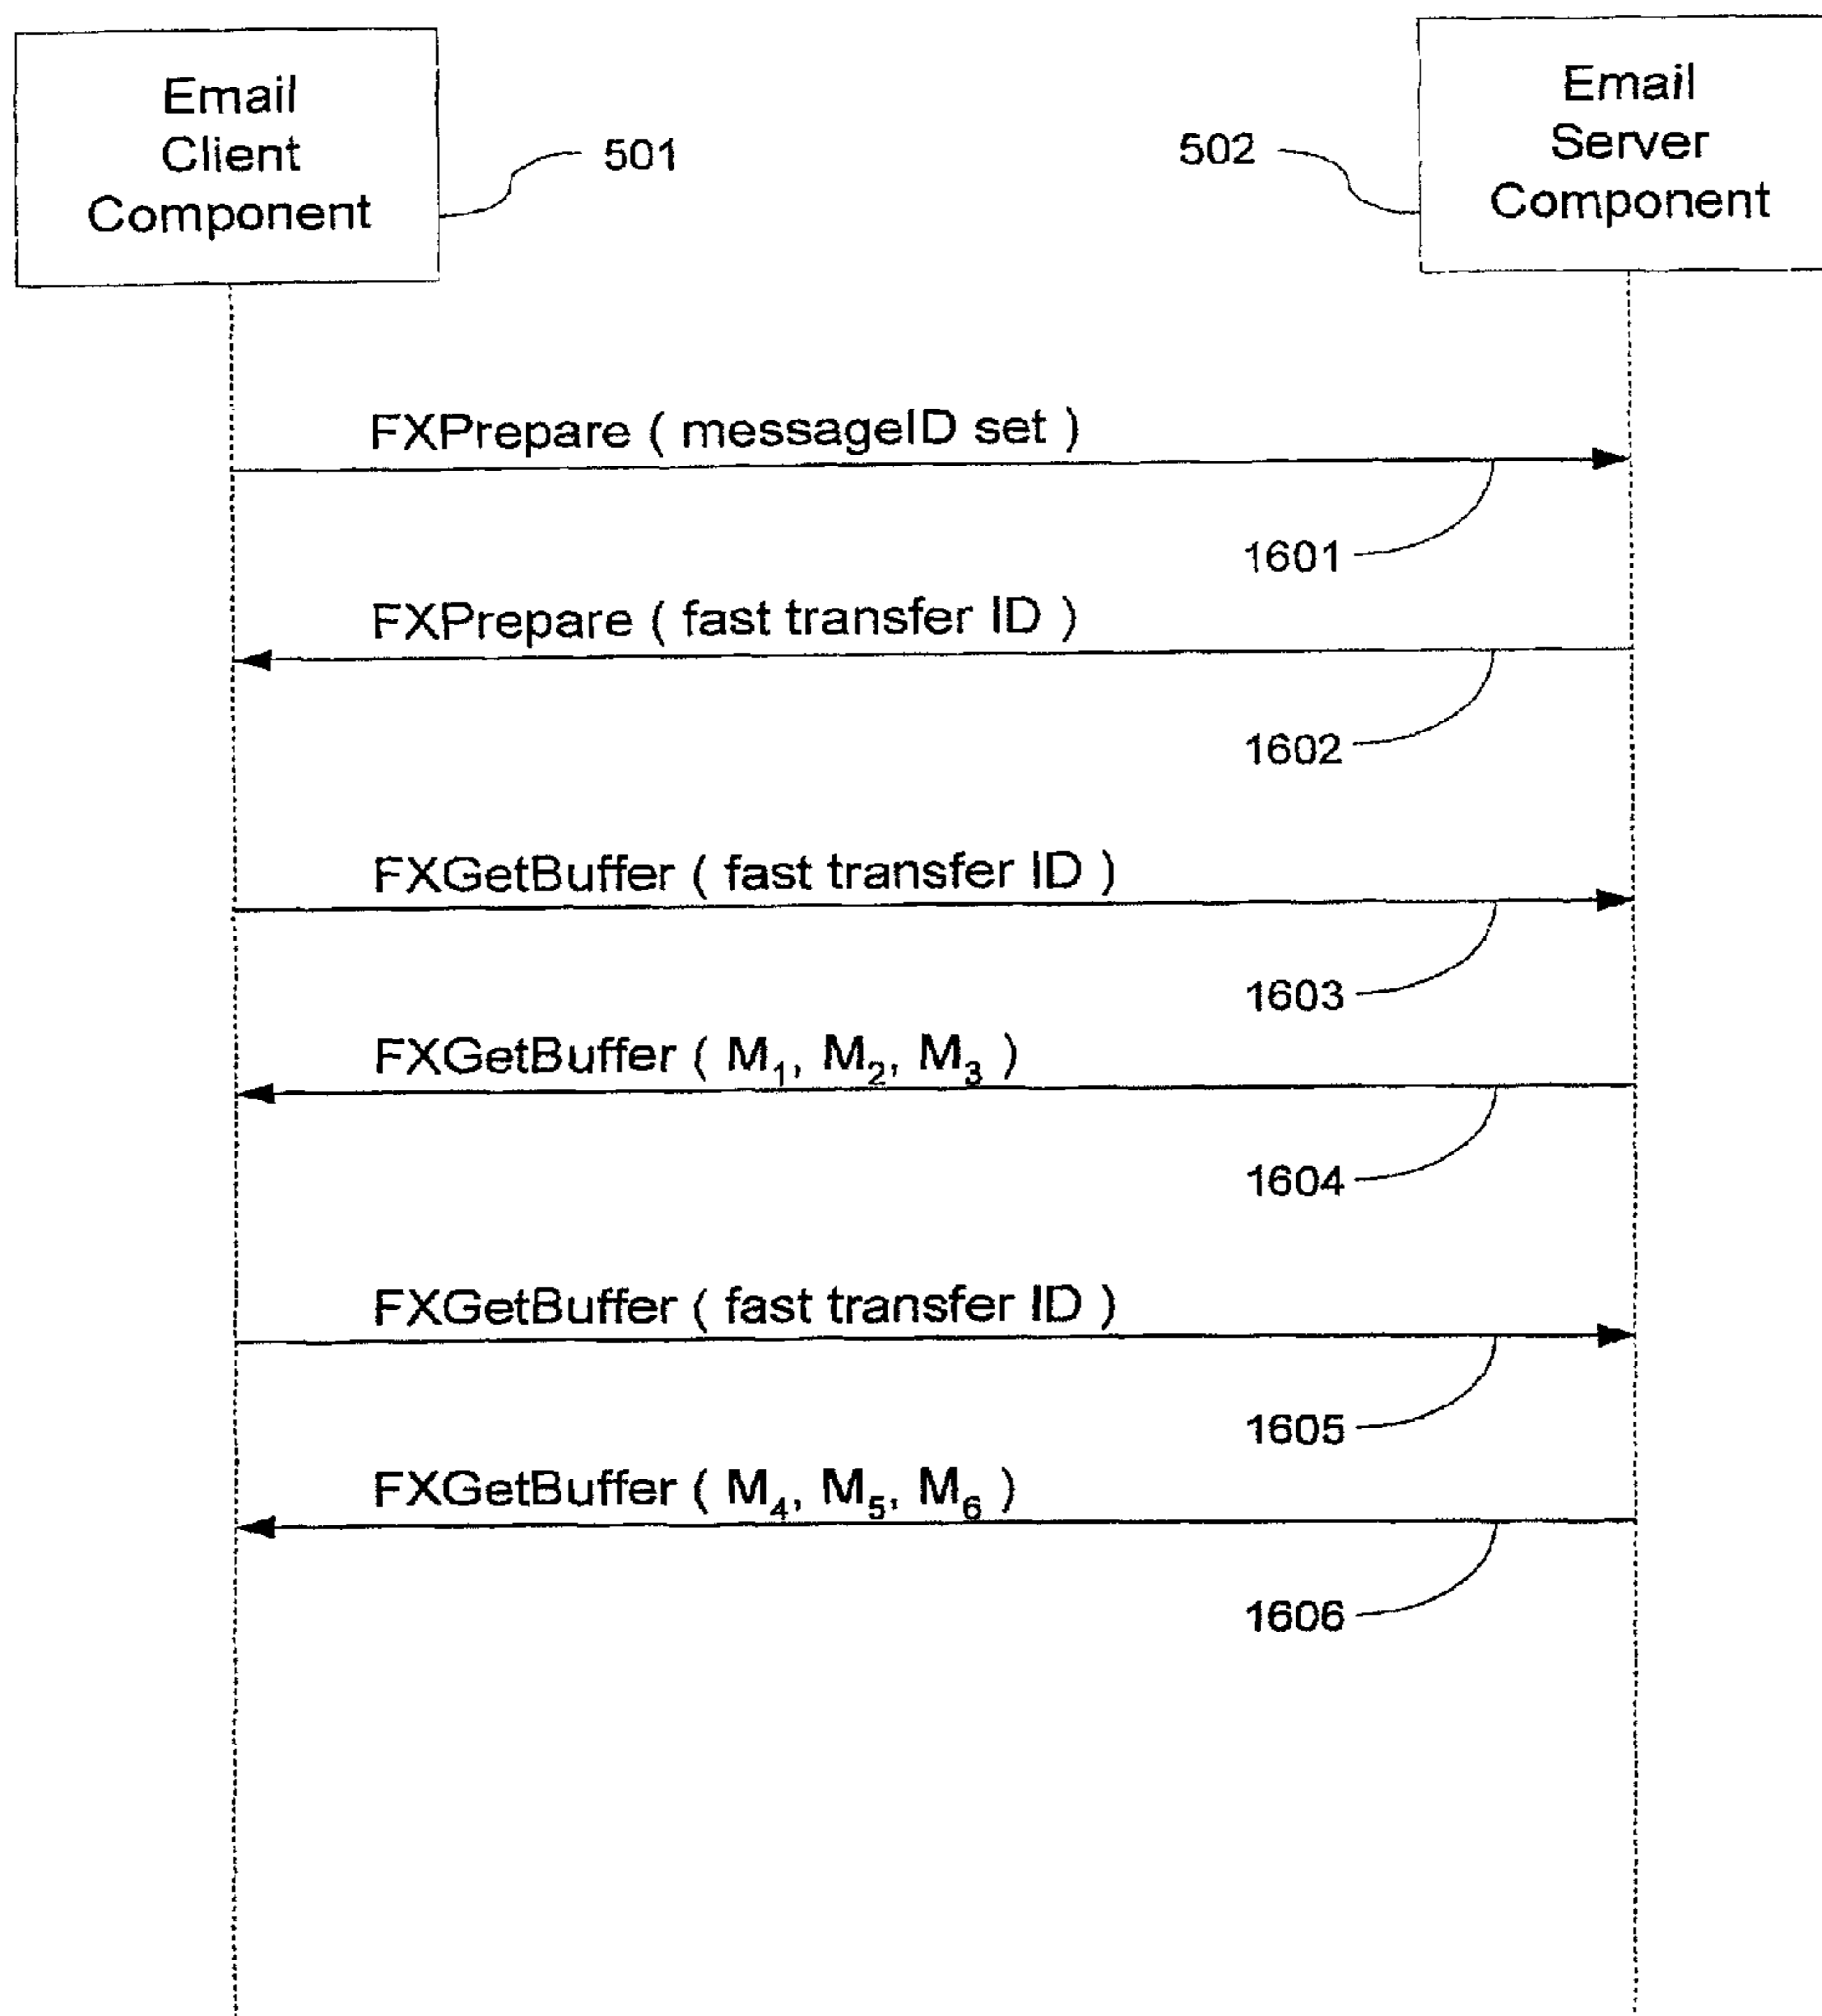 Email
Client
Component
501
502
Email
Server
Component
FXPrepare ( messageID set )
1601
FXPrepare ( fast transfer ID )
1602
FXGetBuffer ( fast transfer ID )
1603
FXGetBuffer ( M₁, M₂, M₃ )
1604
FXGetBuffer ( fast transfer ID )
1605
FXGetBuffer ( M₄, M₅, M₆ )
1606